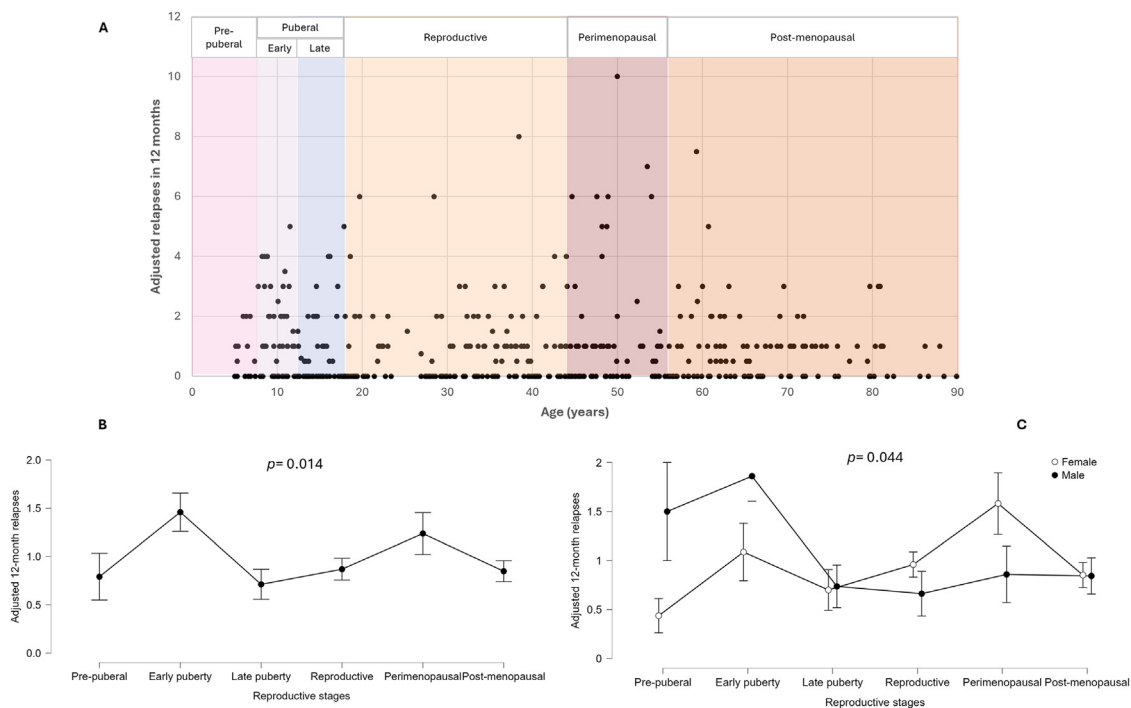 A
Pre-
puberal
Puberal
Early
Late
Reproductive
Perimenopausal
Post-menopausal
Adjusted relapses in 12 months
12
10
8
6
4
2
0
0 10 20 30 40 50 60 70 80 90
Age (years)
B
p= 0.014
Adjusted 12-month relapses
2.0
1.5
1.0
0.5
0.0
Pre-puberal Early puberty Late puberty Reproductive Perimenopausal Post-menopausal
Reproductive stages
C
p= 0.044
Female
Male
Adjusted 12-month relapses
2
1.5
1
0.5
0
Pre-puberal Early puberty Late puberty Reproductive Perimenopausal Post-menopausal
Reproductive stages